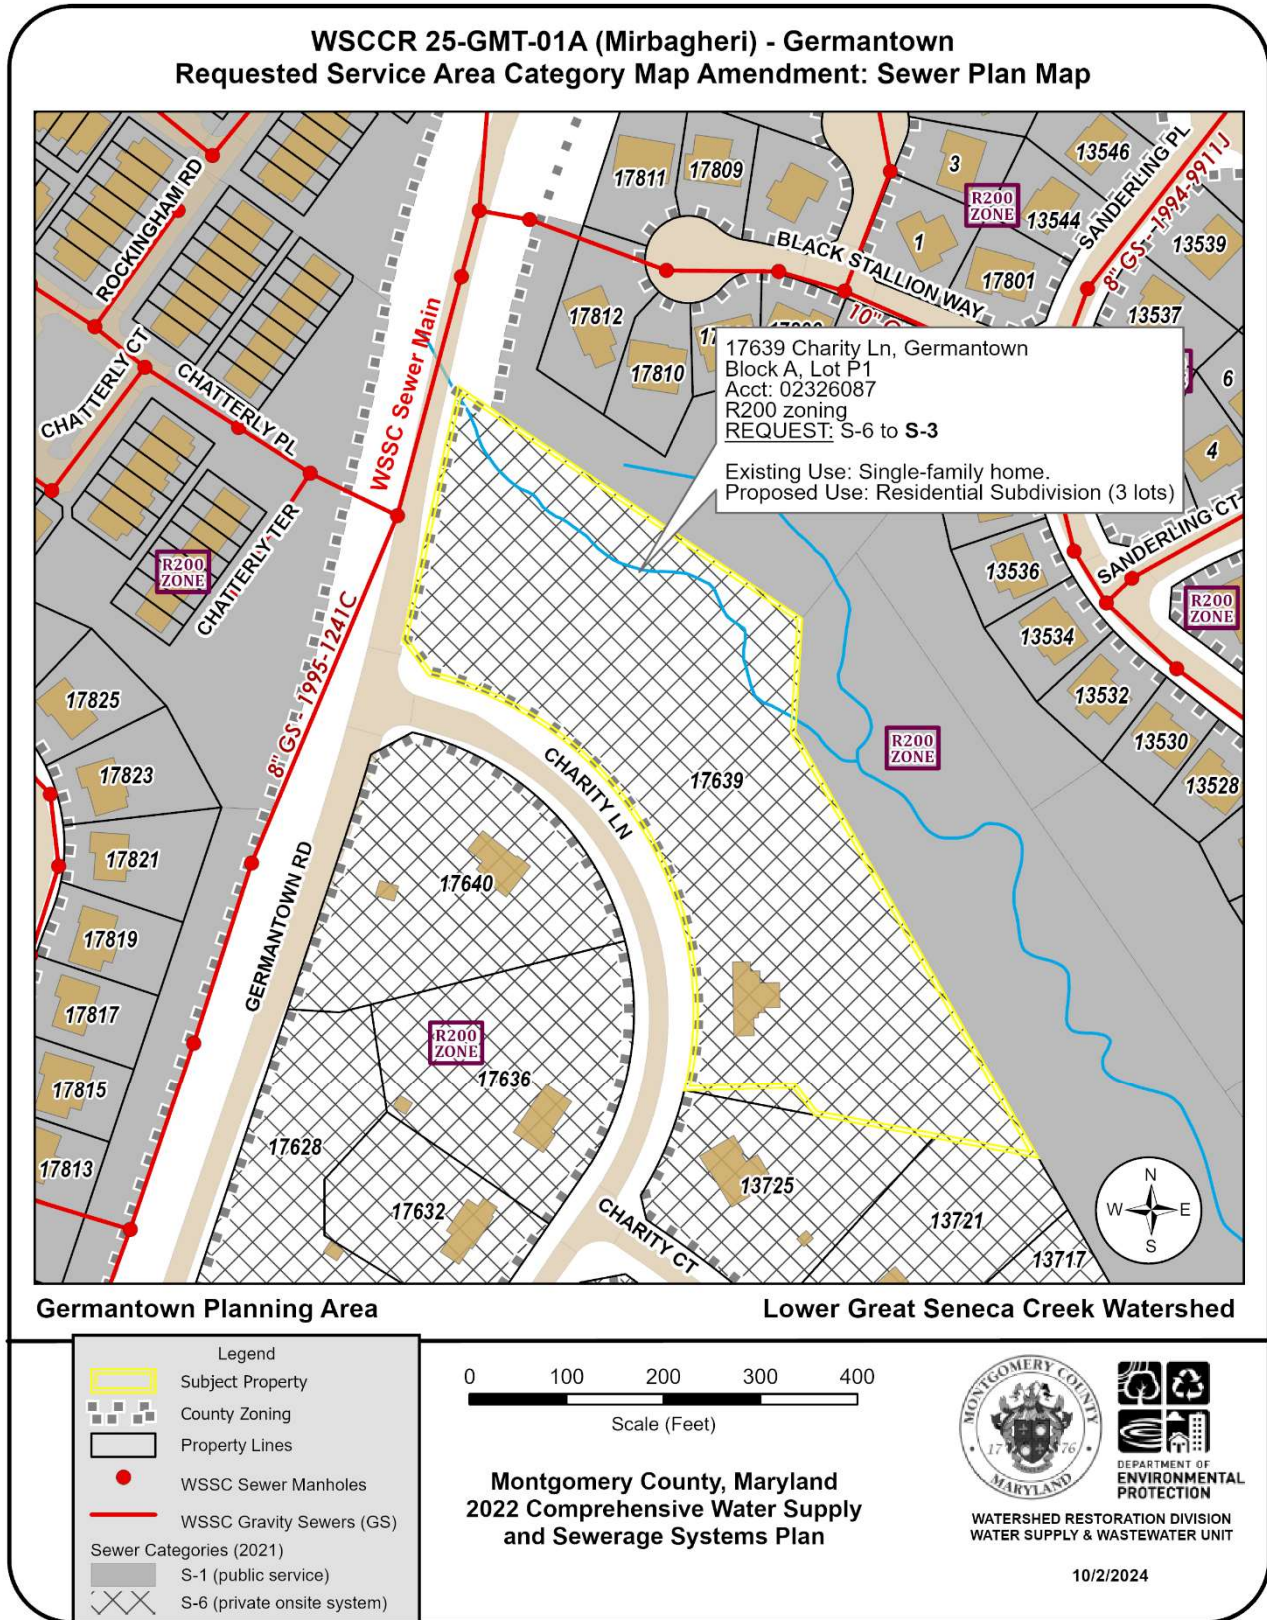 WSCCR 25-GMT-01A (Mirbagheri) - Germantown
Requested Service Area Category Map Amendment: Sewer Plan Map
ROCKINGHAM RD
CHATTERLY CT
CHATTERLY PL
CHATTERLY TER
WSSC Sewer Main
8" GS - 1995-1241C
GERMANTOWN RD
17811
17809
3
13546
R200
ZONE
13544
SANDERLING PL
8" GS - 1994-9911J
13539
1
BLACK STALLION WAY
17801
13537
17812
17810
10"
6
4
17639 Charity Ln, Germantown
Block A, Lot P1
Acct: 02326087
R200 zoning
REQUEST: S-6 to S-3
Existing Use: Single-family home.
Proposed Use: Residential Subdivision (3 lots)
SANDERLING CT
R200
ZONE
13536
R200
ZONE
13534
13532
13530
13528
R200
ZONE
17825
17823
17821
17819
17817
17815
17813
CHARITY LN
17639
17640
R200
ZONE
17636
17628
17632
13725
13721
13717
CHARITY CT
N
W
E
S
Germantown Planning Area
Lower Great Seneca Creek Watershed
Legend
Subject Property
County Zoning
Property Lines
WSSC Sewer Manholes
WSSC Gravity Sewers (GS)
Sewer Categories (2021)
S-1 (public service)
S-6 (private onsite system)
0 100 200 300 400
Scale (Feet)
Montgomery County, Maryland
2022 Comprehensive Water Supply
and Sewerage Systems Plan
MONTGOMERY COUNTY
17 76
MARYLAND
DEPARTMENT OF
ENVIRONMENTAL
PROTECTION
WATERSHED RESTORATION DIVISION
WATER SUPPLY & WASTEWATER UNIT
10/2/2024